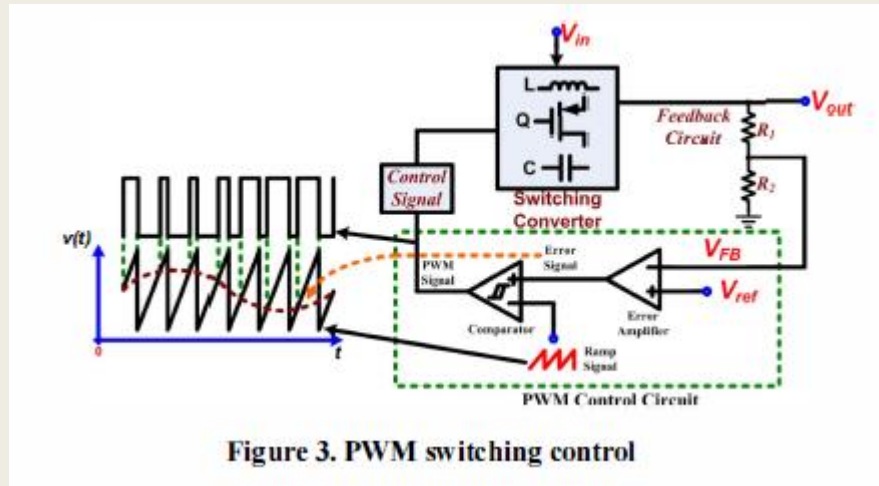 Vin
L
Q
C
Switching
Converter
Feedback
Circuit
R1
R2
Vout
Control
Signal
v(t)
0
t
PWM
Signal
Error
Signal
VFB
Vref
Comparator
Error
Amplifier
Ramp
Signal
PWM Control Circuit
Figure 3. PWM switching control